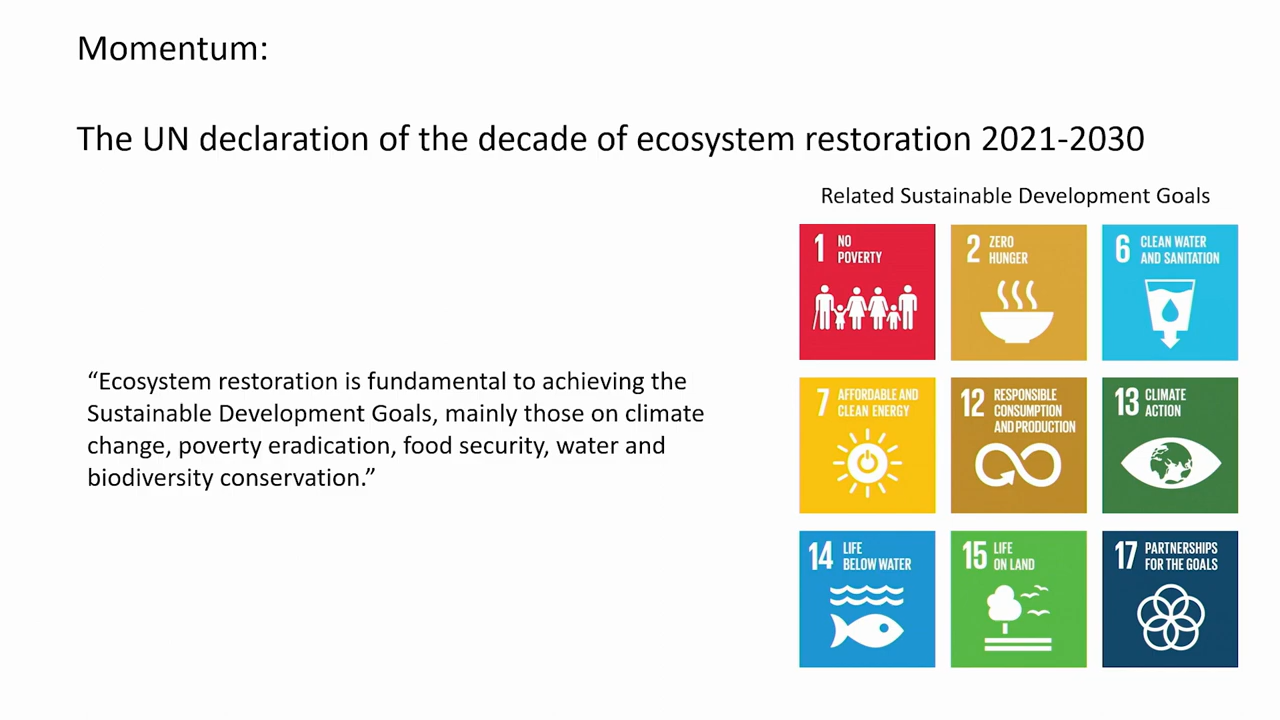 Momentum:
The UN declaration of the decade of ecosystem restoration 2021-2030
Related Sustainable Development Goals
“Ecosystem restoration is fundamental to achieving the
Sustainable Development Goals, mainly those on climate
change, poverty eradication, food security, water and
biodiversity conservation.”
1 NO
POVERTY
2 ZERO
HUNGER
6 CLEAN WATER
AND SANITATION
7 AFFORDABLE AND
CLEAN ENERGY
12 RESPONSIBLE
CONSUMPTION
AND PRODUCTION
13 CLIMATE
ACTION
14 LIFE
BELOW WATER
15 LIFE
ON LAND
17 PARTNERSHIPS
FOR THE GOALS